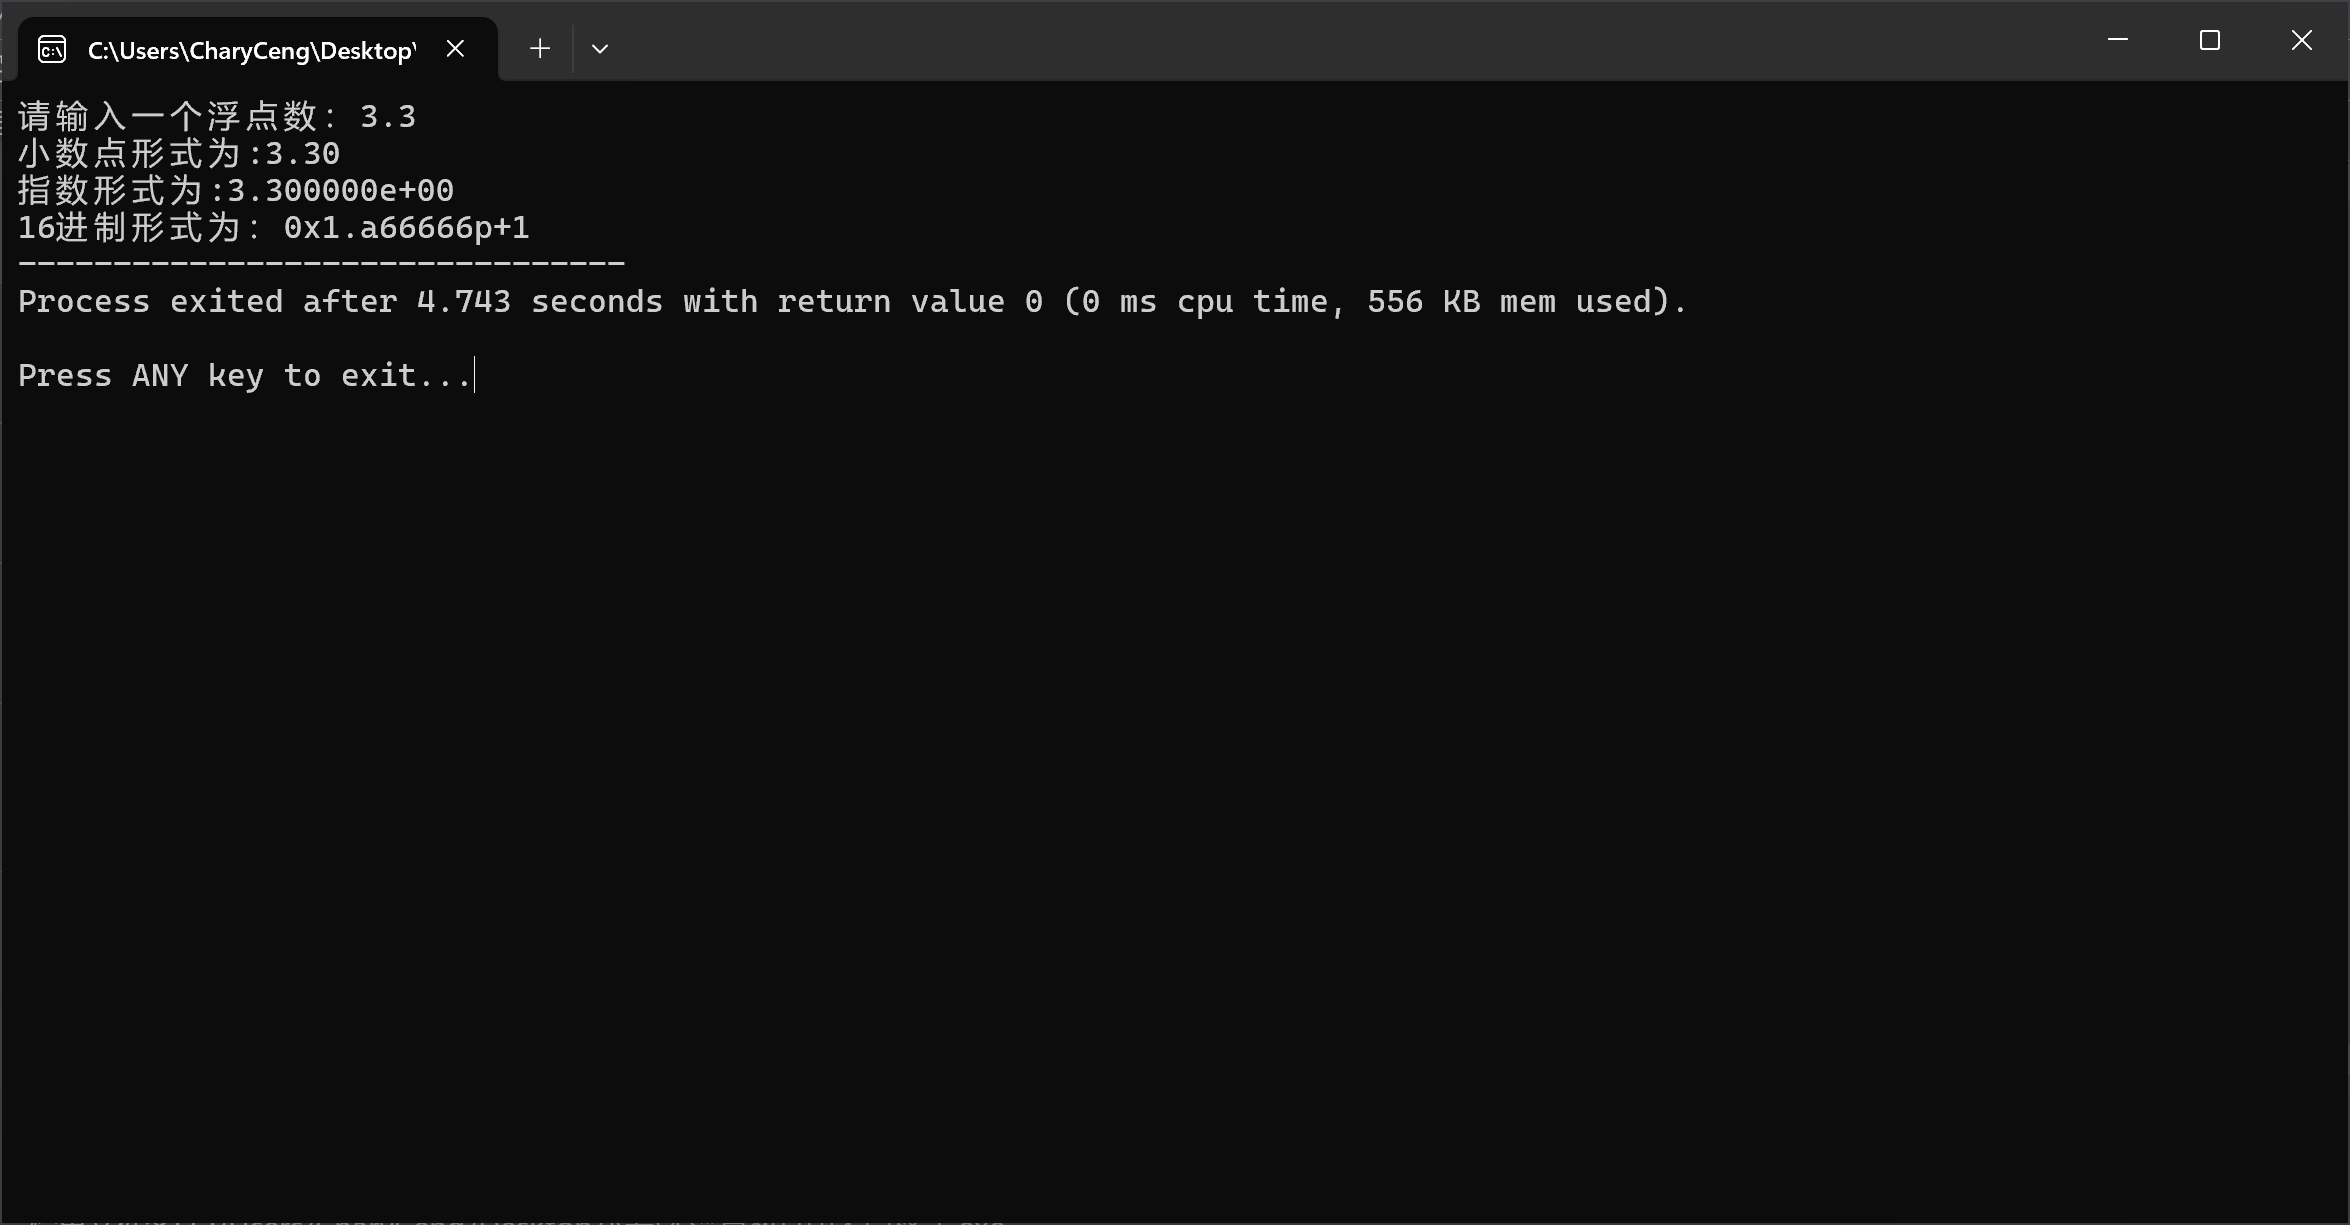 C:\Users\CharyCeng\Desktop\
请输入一个浮点数：3.3
小数点形式为:3.30
指数形式为:3.300000e+00
16进制形式为：0x1.a66666p+1
--------------------------------
Process exited after 4.743 seconds with return value 0 (0 ms cpu time, 556 KB mem used).
Press ANY key to exit...